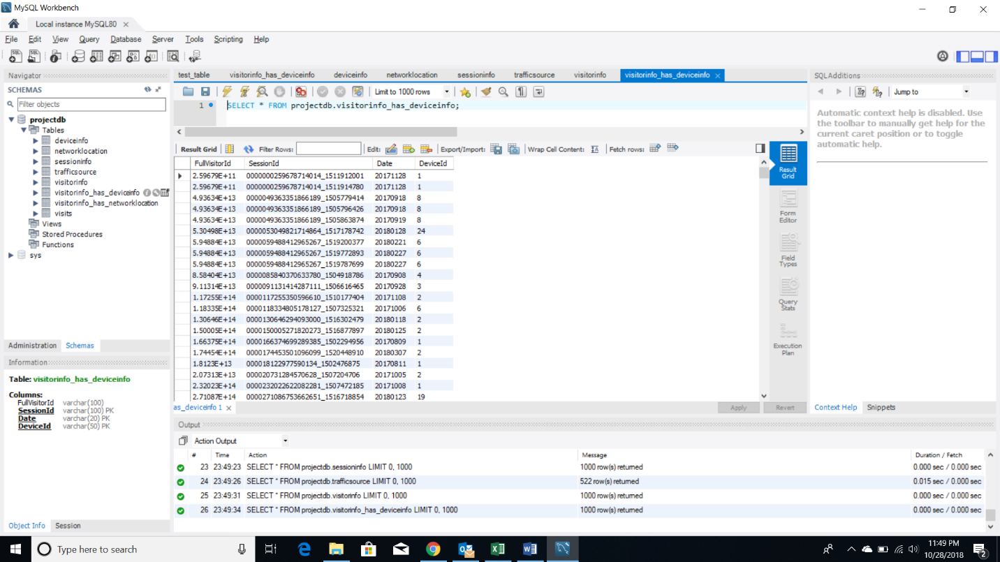 MySQL Workbench
Local instance MySQL80
File Edit View Query Database Server Tools Scripting Help
Navigator
SCHEMAS
Filter objects
projectdb
Tables
deviceinfo
networklocation
sessioninfo
trafficsource
visitorinfo
visitorinfo_has_deviceinfo
visitorinfo_has_networklocation
visits
Views
Stored Procedures
Functions
sys
Administration Schemas
Information
Table: visitorinfo_has_deviceinfo
Columns:
FullVisitorId varchar(100)
SessionId varchar(100) PK
Date varchar(20) PK
DeviceId varchar(50) PK
Object Info Session
test_table visitorinfo_has_deviceinfo deviceinfo networklocation sessioninfo trafficsource visitorinfo visitorinfo_has_deviceinfo
Limit to 1000 rows
1 SELECT * FROM projectdb.visitorinfo_has_deviceinfo;
Result Grid Filter Rows: Edit: Export/Import: Wrap Cell Content: Fetch rows:
FullVisitorId SessionId Date DeviceId
2.59679E+11 0000000259678714014_1511912001 20171128 1
2.59679E+11 0000000259678714014_1511914780 20171128 1
4.93634E+13 0000049363351866189_1505779414 20170918 8
4.93634E+13 0000049363351866189_1505796426 20170918 8
4.93634E+13 0000049363351866189_1505863874 20170919 8
5.30498E+13 0000053049821714864_1517178742 20180128 24
5.94884E+13 0000059488412965267_1519200377 20180221 6
5.94884E+13 0000059488412965267_1519772893 20180227 6
5.94884E+13 0000059488412965267_1519787699 20180227 6
8.58404E+13 0000085840370633780_1504918786 20170908 4
9.11314E+13 0000091131414287111_1506616465 20170928 3
1.17255E+14 0000117255350596610_1510177404 20171108 2
1.18335E+14 0000118334805178127_1507325321 20171006 6
1.30646E+14 0000130646294093000_1516302479 20180118 2
1.50005E+14 0000150005271820273_1516877897 20180125 2
1.66375E+14 0000166374699289385_1502294956 20170809 1
1.74454E+14 0000174453501096099_1520448910 20180307 2
1.8123E+13 000018122977590134_1502476875 20170811 1
2.07313E+13 000020731284570628_1507204706 20171005 2
2.32023E+14 0000232022622082281_1507472185 20171008 1
2.71087E+14 0000271086753662651_1516718854 20180123 19
Result Grid
Form Editor
Field Types
Query Stats
Execution Plan
as_deviceinfo 1 Apply Revert
SQLAdditions
Jump to
Automatic context help is disabled. Use
the toolbar to manually get help for the
current caret position or to toggle
automatic help.
Context Help Snippets
Output
Action Output
# Time Action Message Duration / Fetch
23 23:49:23 SELECT * FROM projectdb.sessioninfo LIMIT 0, 1000 1000 row(s) returned 0.000 sec / 0.000 sec
24 23:49:26 SELECT * FROM projectdb.trafficsource LIMIT 0, 1000 522 row(s) returned 0.015 sec / 0.000 sec
25 23:49:31 SELECT * FROM projectdb.visitorinfo LIMIT 0, 1000 1000 row(s) returned 0.000 sec / 0.000 sec
26 23:49:34 SELECT * FROM projectdb.visitorinfo_has_deviceinfo LIMIT 0, 1000 1000 row(s) returned 0.000 sec / 0.000 sec
Type here to search
11:49 PM
10/28/2018
2